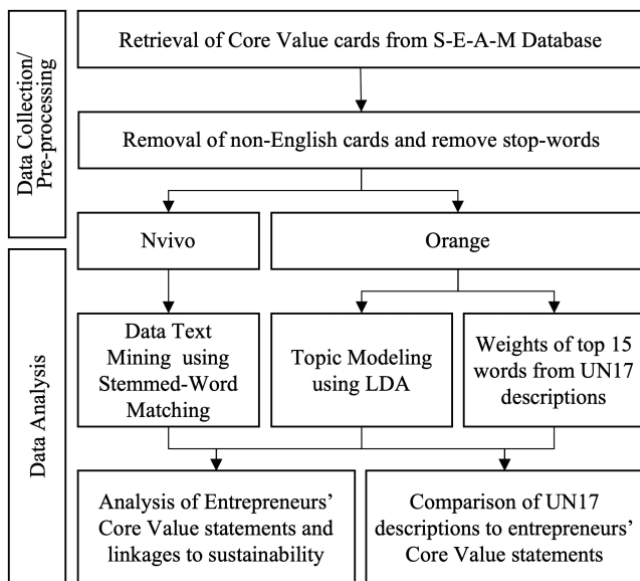 Data Collection/
Pre-processing
Retrieval of Core Value cards from S-E-A-M Database
Removal of non-English cards and remove stop-words
Nvivo
Orange
Data Analysis
Data Text
Mining using
Stemmed-Word
Matching
Topic Modeling
using LDA
Weights of top 15
words from UN17
descriptions
Analysis of Entrepreneurs’
Core Value statements and
linkages to sustainability
Comparison of UN17
descriptions to entrepreneurs’
Core Value statements